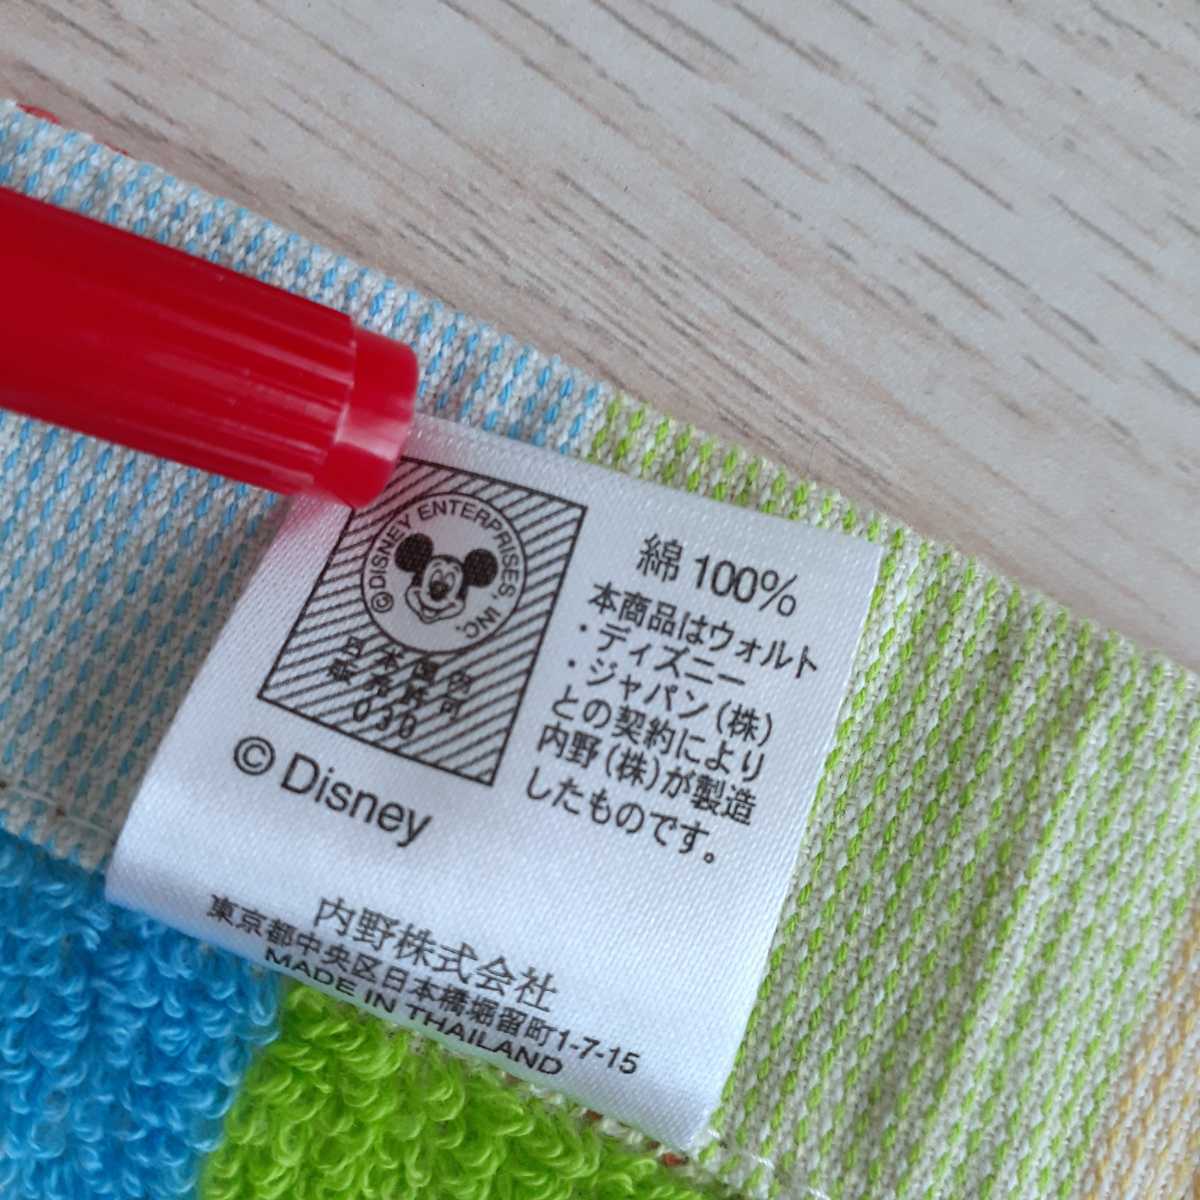 © DISNEY ENTERPRISES, INC.
日本国内
販売許可
030
© Disney
綿 100%
本商品はウォルト
・ディズニー
・ジャパン(株)
との契約により
内野(株)が製造
したものです。
内野株式会社
東京都中央区日本橋堀留町1-7-15
MADE IN THAILAND